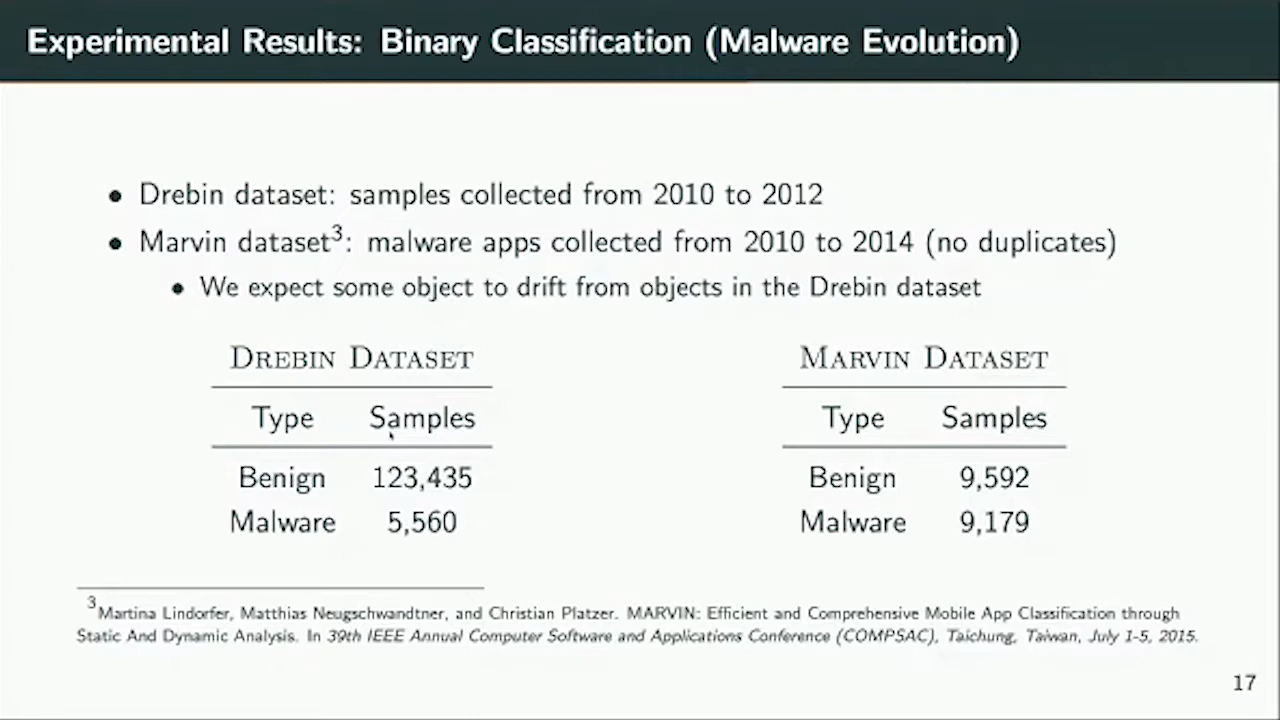 Experimental Results: Binary Classification (Malware Evolution)
• Drebin dataset: samples collected from 2010 to 2012
• Marvin dataset3: malware apps collected from 2010 to 2014 (no duplicates)
• We expect some object to drift from objects in the Drebin dataset
Drebin Dataset
Type Samples
Benign 123,435
Malware 5,560
Marvin Dataset
Type Samples
Benign 9,592
Malware 9,179
3Martina Lindorfer, Matthias Neugschwandtner, and Christian Platzer. MARVIN: Efficient and Comprehensive Mobile App Classification through
Static And Dynamic Analysis. In 39th IEEE Annual Computer Software and Applications Conference (COMPSAC), Taichung, Taiwan, July 1-5, 2015.
17